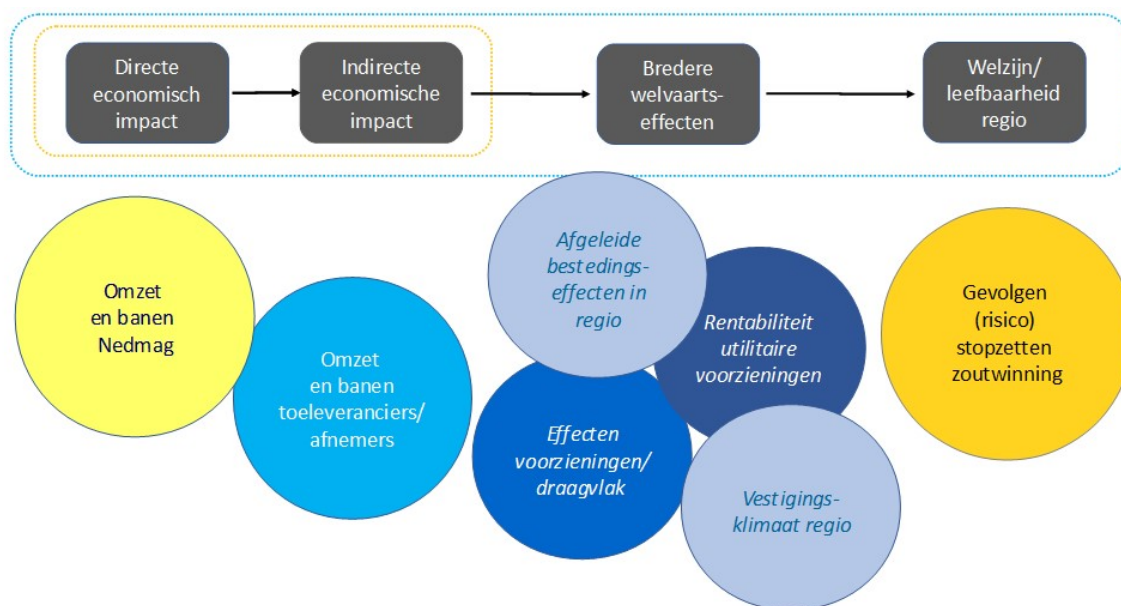 Directe
economisch
impact
Indirecte
economische
impact
Bredere
welvaarts-
effecten
Welzijn/
leefbaarheid
regio
Omzet
en banen
Nedmag
Omzet
en banen
toeleveranciers/
afnemers
Afgeleide
bestedings-
effecten in
regio
Rentabiliteit
utilitaire
voorzieningen
Effecten
voorzieningen/
draagvlak
Vestigings-
klimaat regio
Gevolgen
(risico)
stopzetten
zoutwinning